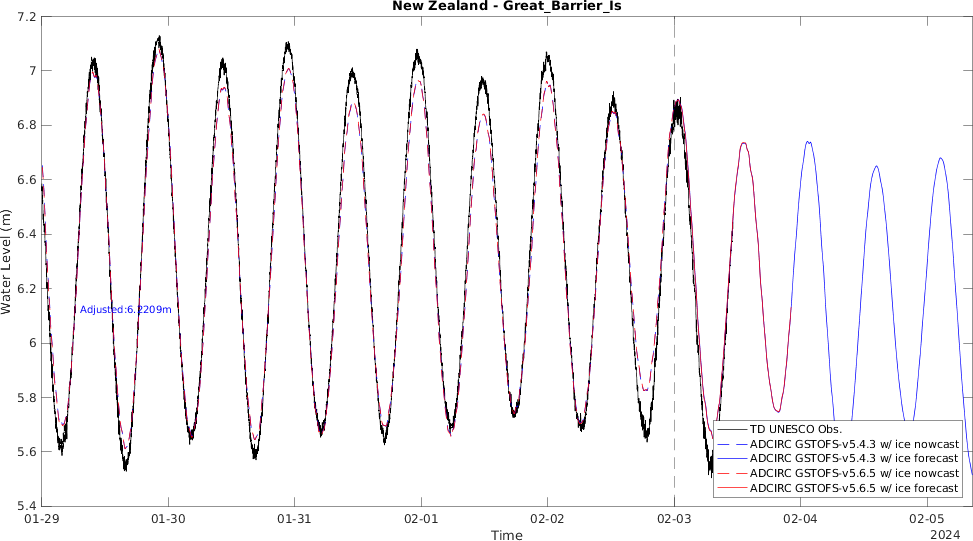 New Zealand - Great_Barrier_Is
7.2
7
6.8
6.6
6.4
6.2
6
5.8
5.6
5.4
Water Level (m)
Adjusted:6.2209m
TD UNESCO Obs.
ADCIRC GSTOFS-v5.4.3 w/ ice nowcast
ADCIRC GSTOFS-v5.4.3 w/ ice forecast
ADCIRC GSTOFS-v5.6.5 w/ ice nowcast
ADCIRC GSTOFS-v5.6.5 w/ ice forecast
01-29 01-30 01-31 02-01 02-02 02-03 02-04 02-05
Time
2024